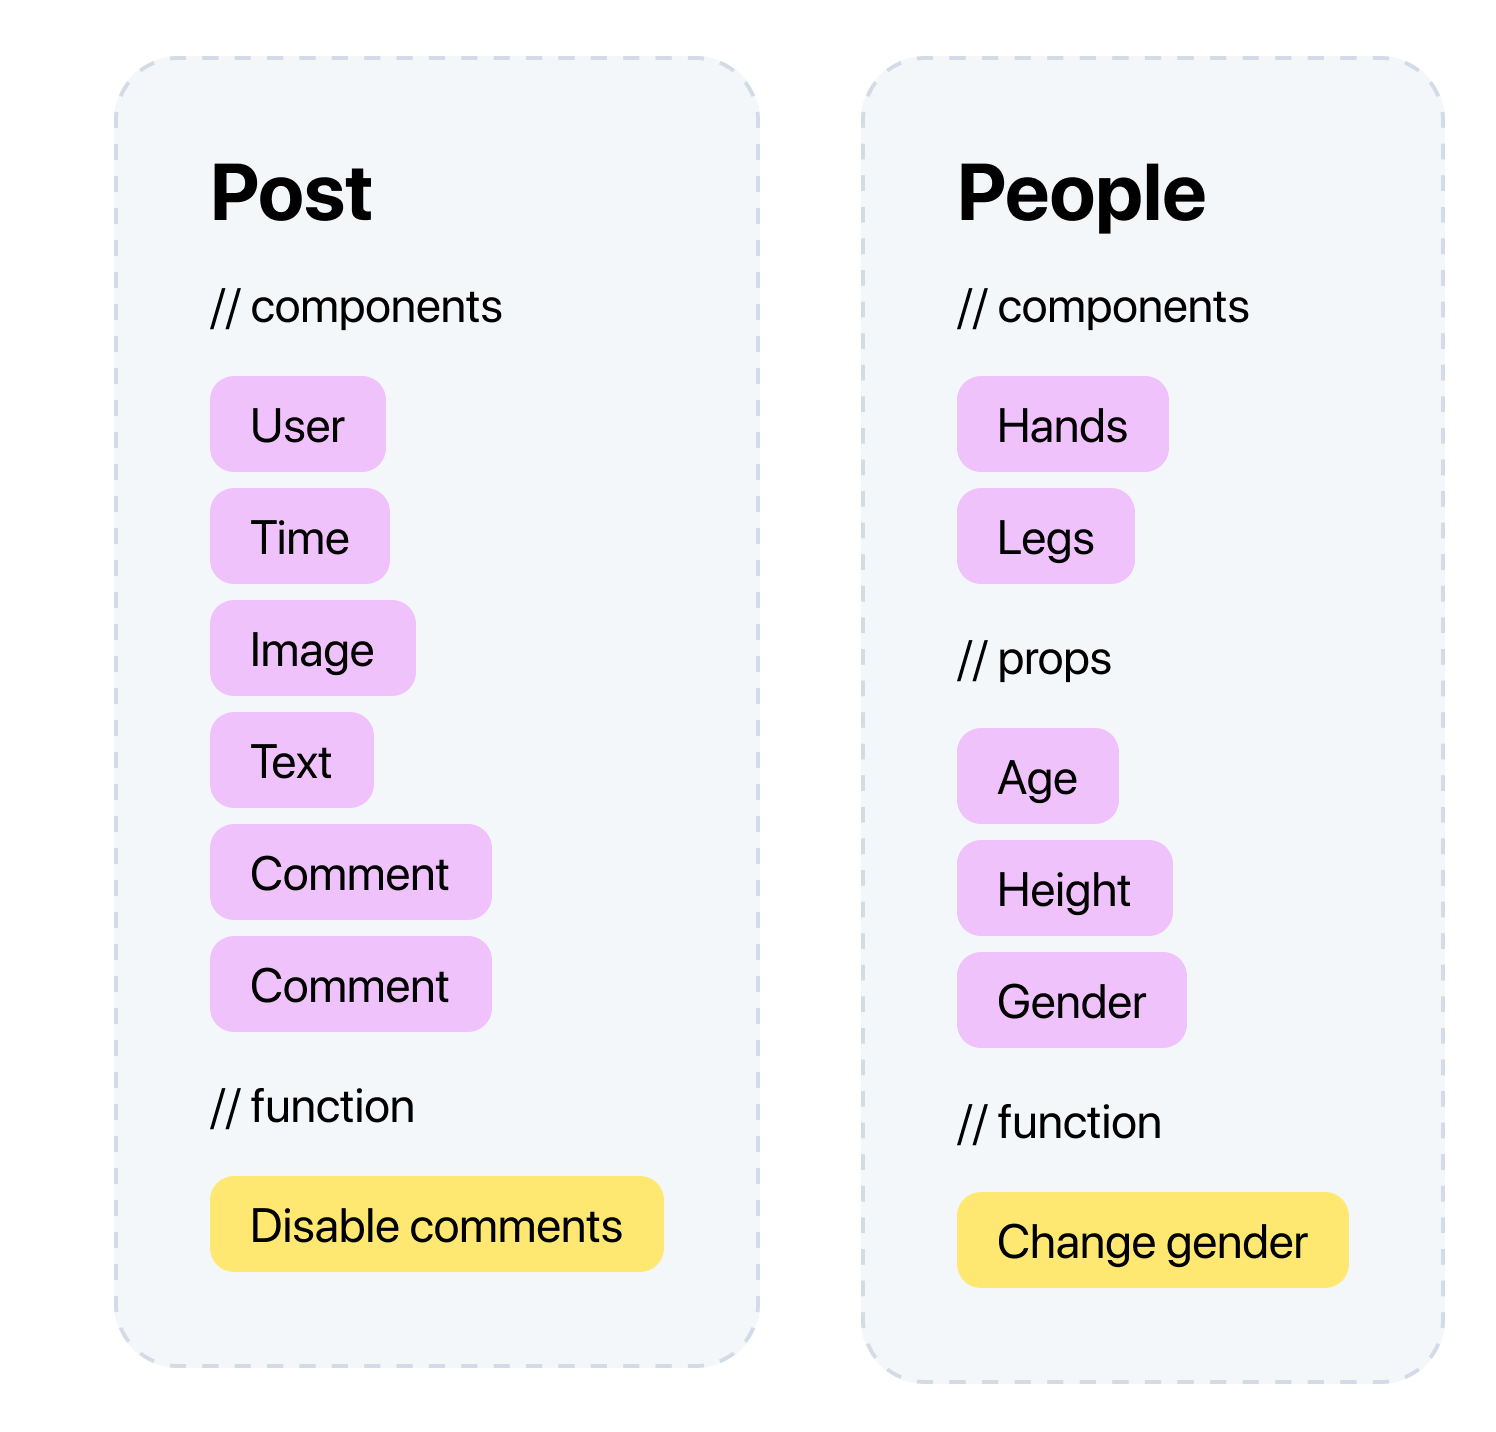 Post
// components
User
Time
Image
Text
Comment
Comment
// function
Disable comments
People
// components
Hands
Legs
// props
Age
Height
Gender
// function
Change gender